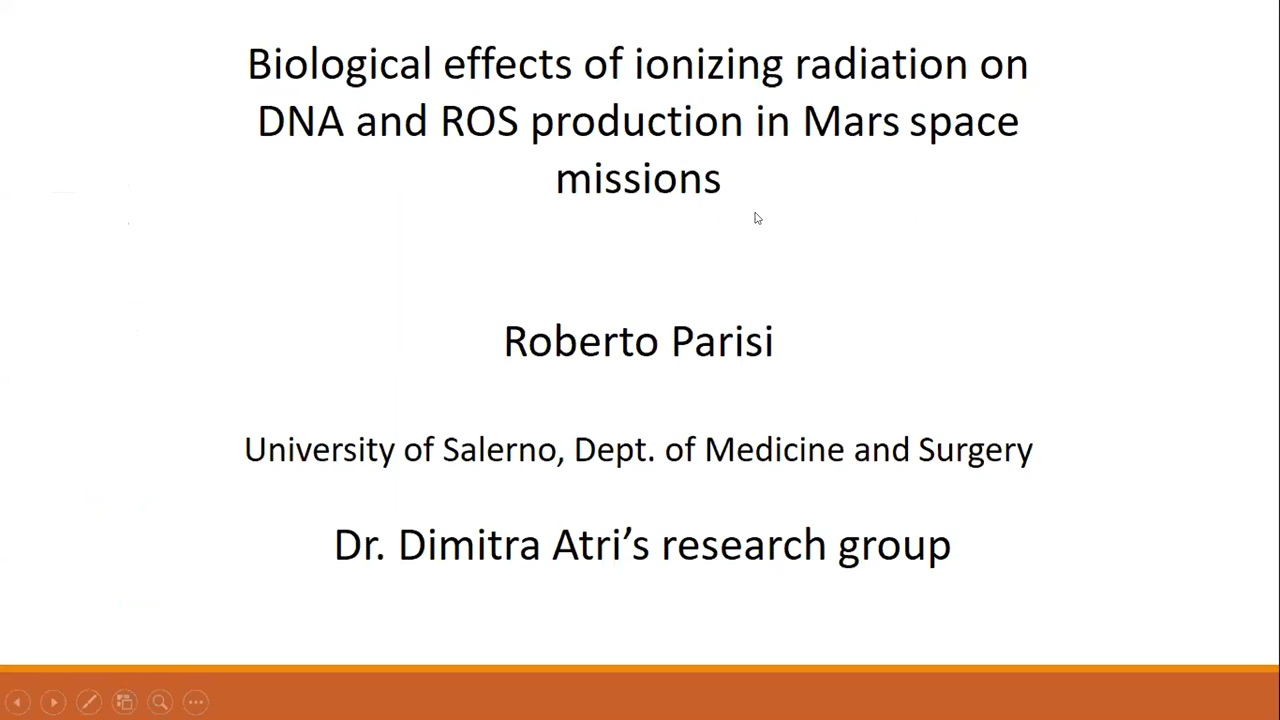 Biological effects of ionizing radiation on
DNA and ROS production in Mars space
missions
Roberto Parisi
University of Salerno, Dept. of Medicine and Surgery
Dr. Dimitra Atri’s research group